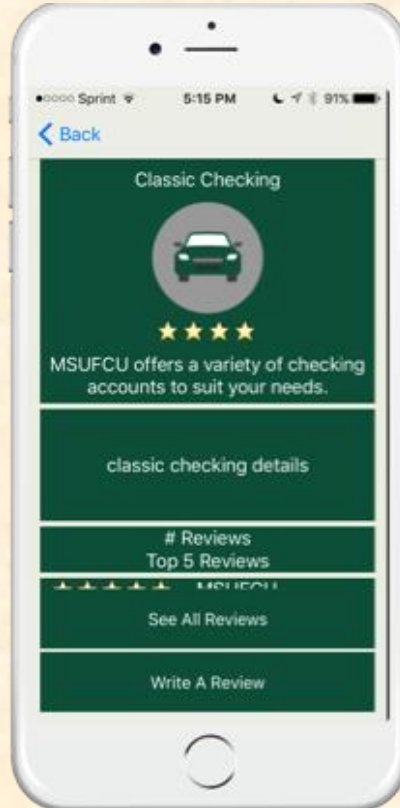 Sprint 5:15 PM 91%
Back
Classic Checking
MSUFCU offers a variety of checking
accounts to suit your needs.
classic checking details
# Reviews
Top 5 Reviews
MSUFCU
See All Reviews
Write A Review